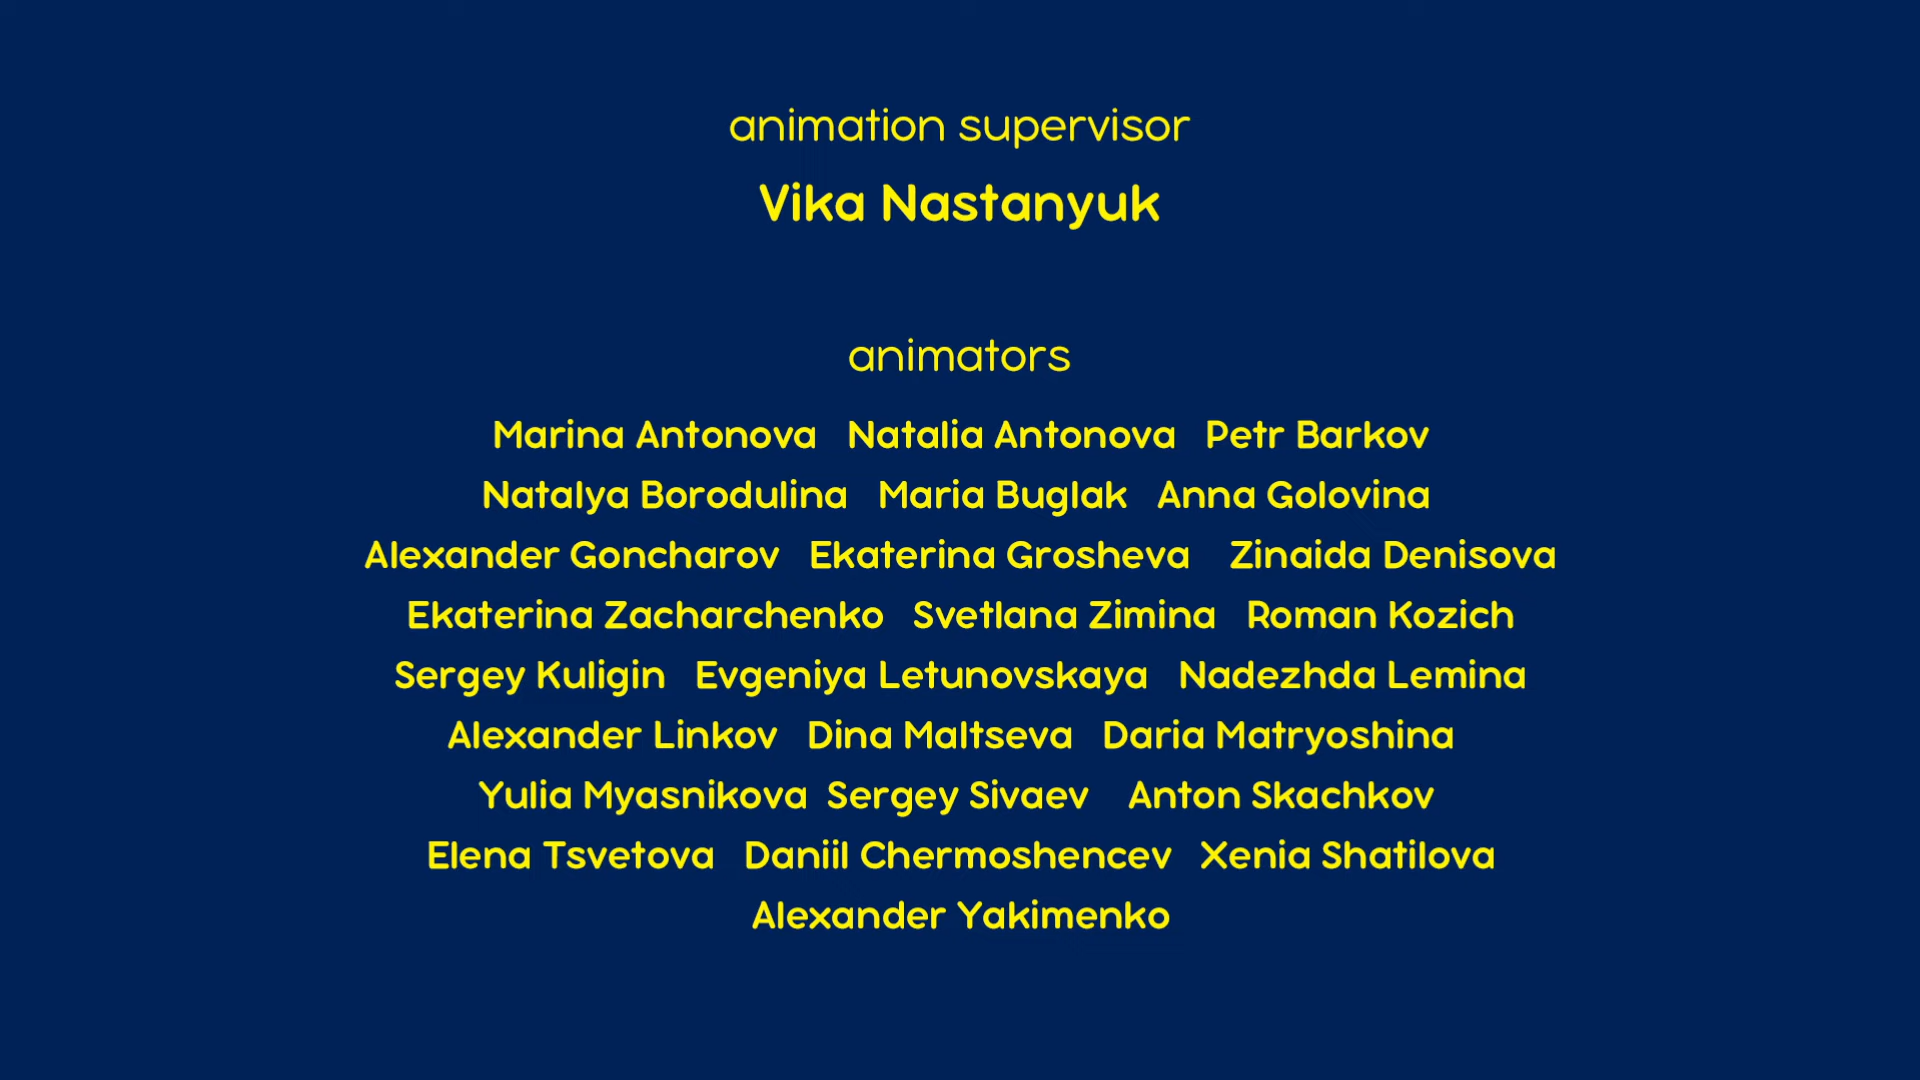 animation supervisor
Vika Nastanyuk
animators
Marina Antonova Natalia Antonova Petr Barkov
Natalya Borodulina Maria Buglak Anna Golovina
Alexander Goncharov Ekaterina Grosheva Zinaida Denisova
Ekaterina Zacharchenko Svetlana Zimina Roman Kozich
Sergey Kuligin Evgeniya Letunovskaya Nadezhda Lemina
Alexander Linkov Dina Maltseva Daria Matryoshina
Yulia Myasnikova Sergey Sivaev Anton Skachkov
Elena Tsvetova Daniil Chermoshencev Xenia Shatilova
Alexander Yakimenko